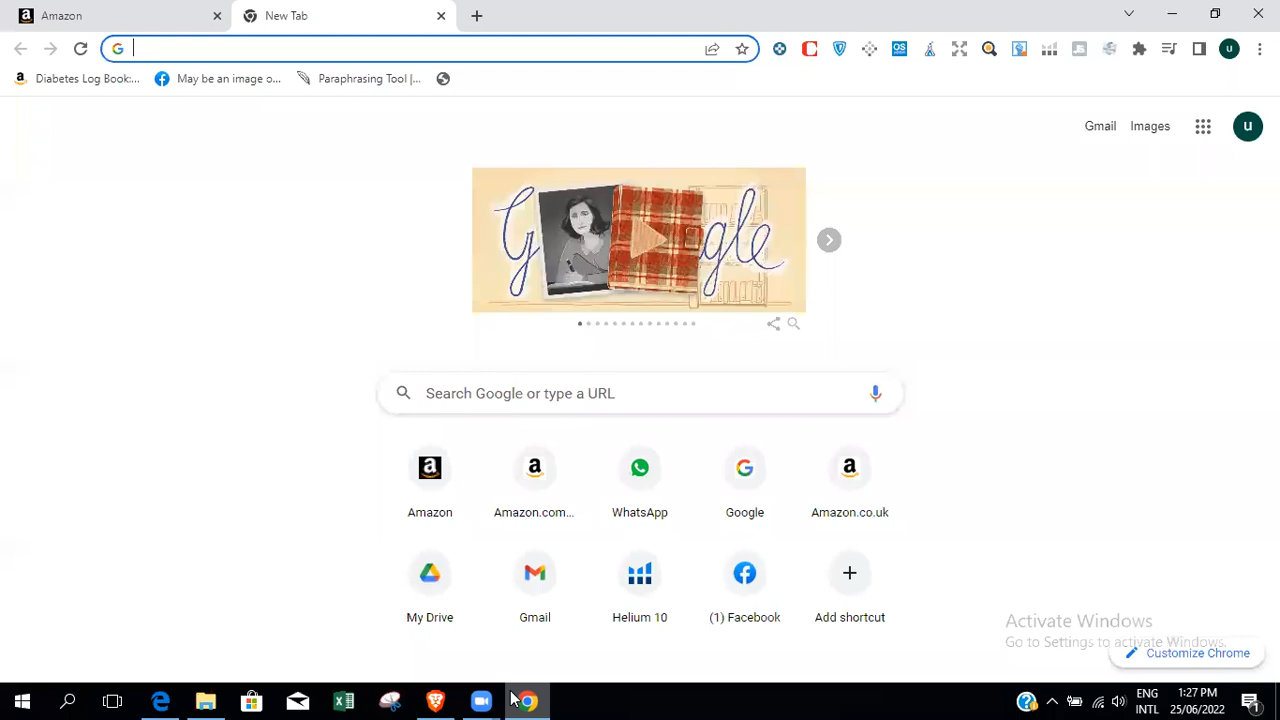 Amazon
New Tab
Diabetes Log Book:...
May be an image o...
Paraphrasing Tool |...
Gmail
Images
u
G gle
Search Google or type a URL
Amazon
Amazon.com...
WhatsApp
Google
Amazon.co.uk
My Drive
Gmail
Helium 10
(1) Facebook
Add shortcut
Activate Windows
Go to Settings to activate Windows.
Customize Chrome
ENG
INTL
1:27 PM
25/06/2022